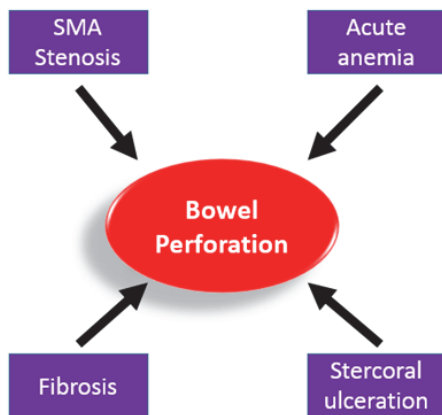 SMA
Stenosis
Acute
anemia
Bowel
Perforation
Fibrosis
Stercoral
ulceration